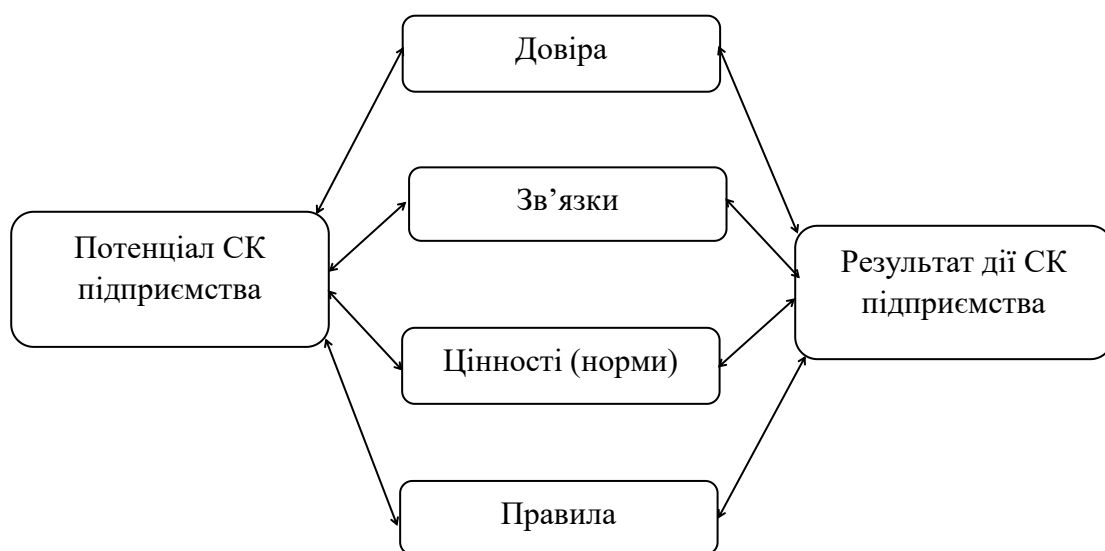 Довіра
Зв’язки
Потенціал СК
підприємства
Результат дії СК
підприємства
Цінності (норми)
Правила